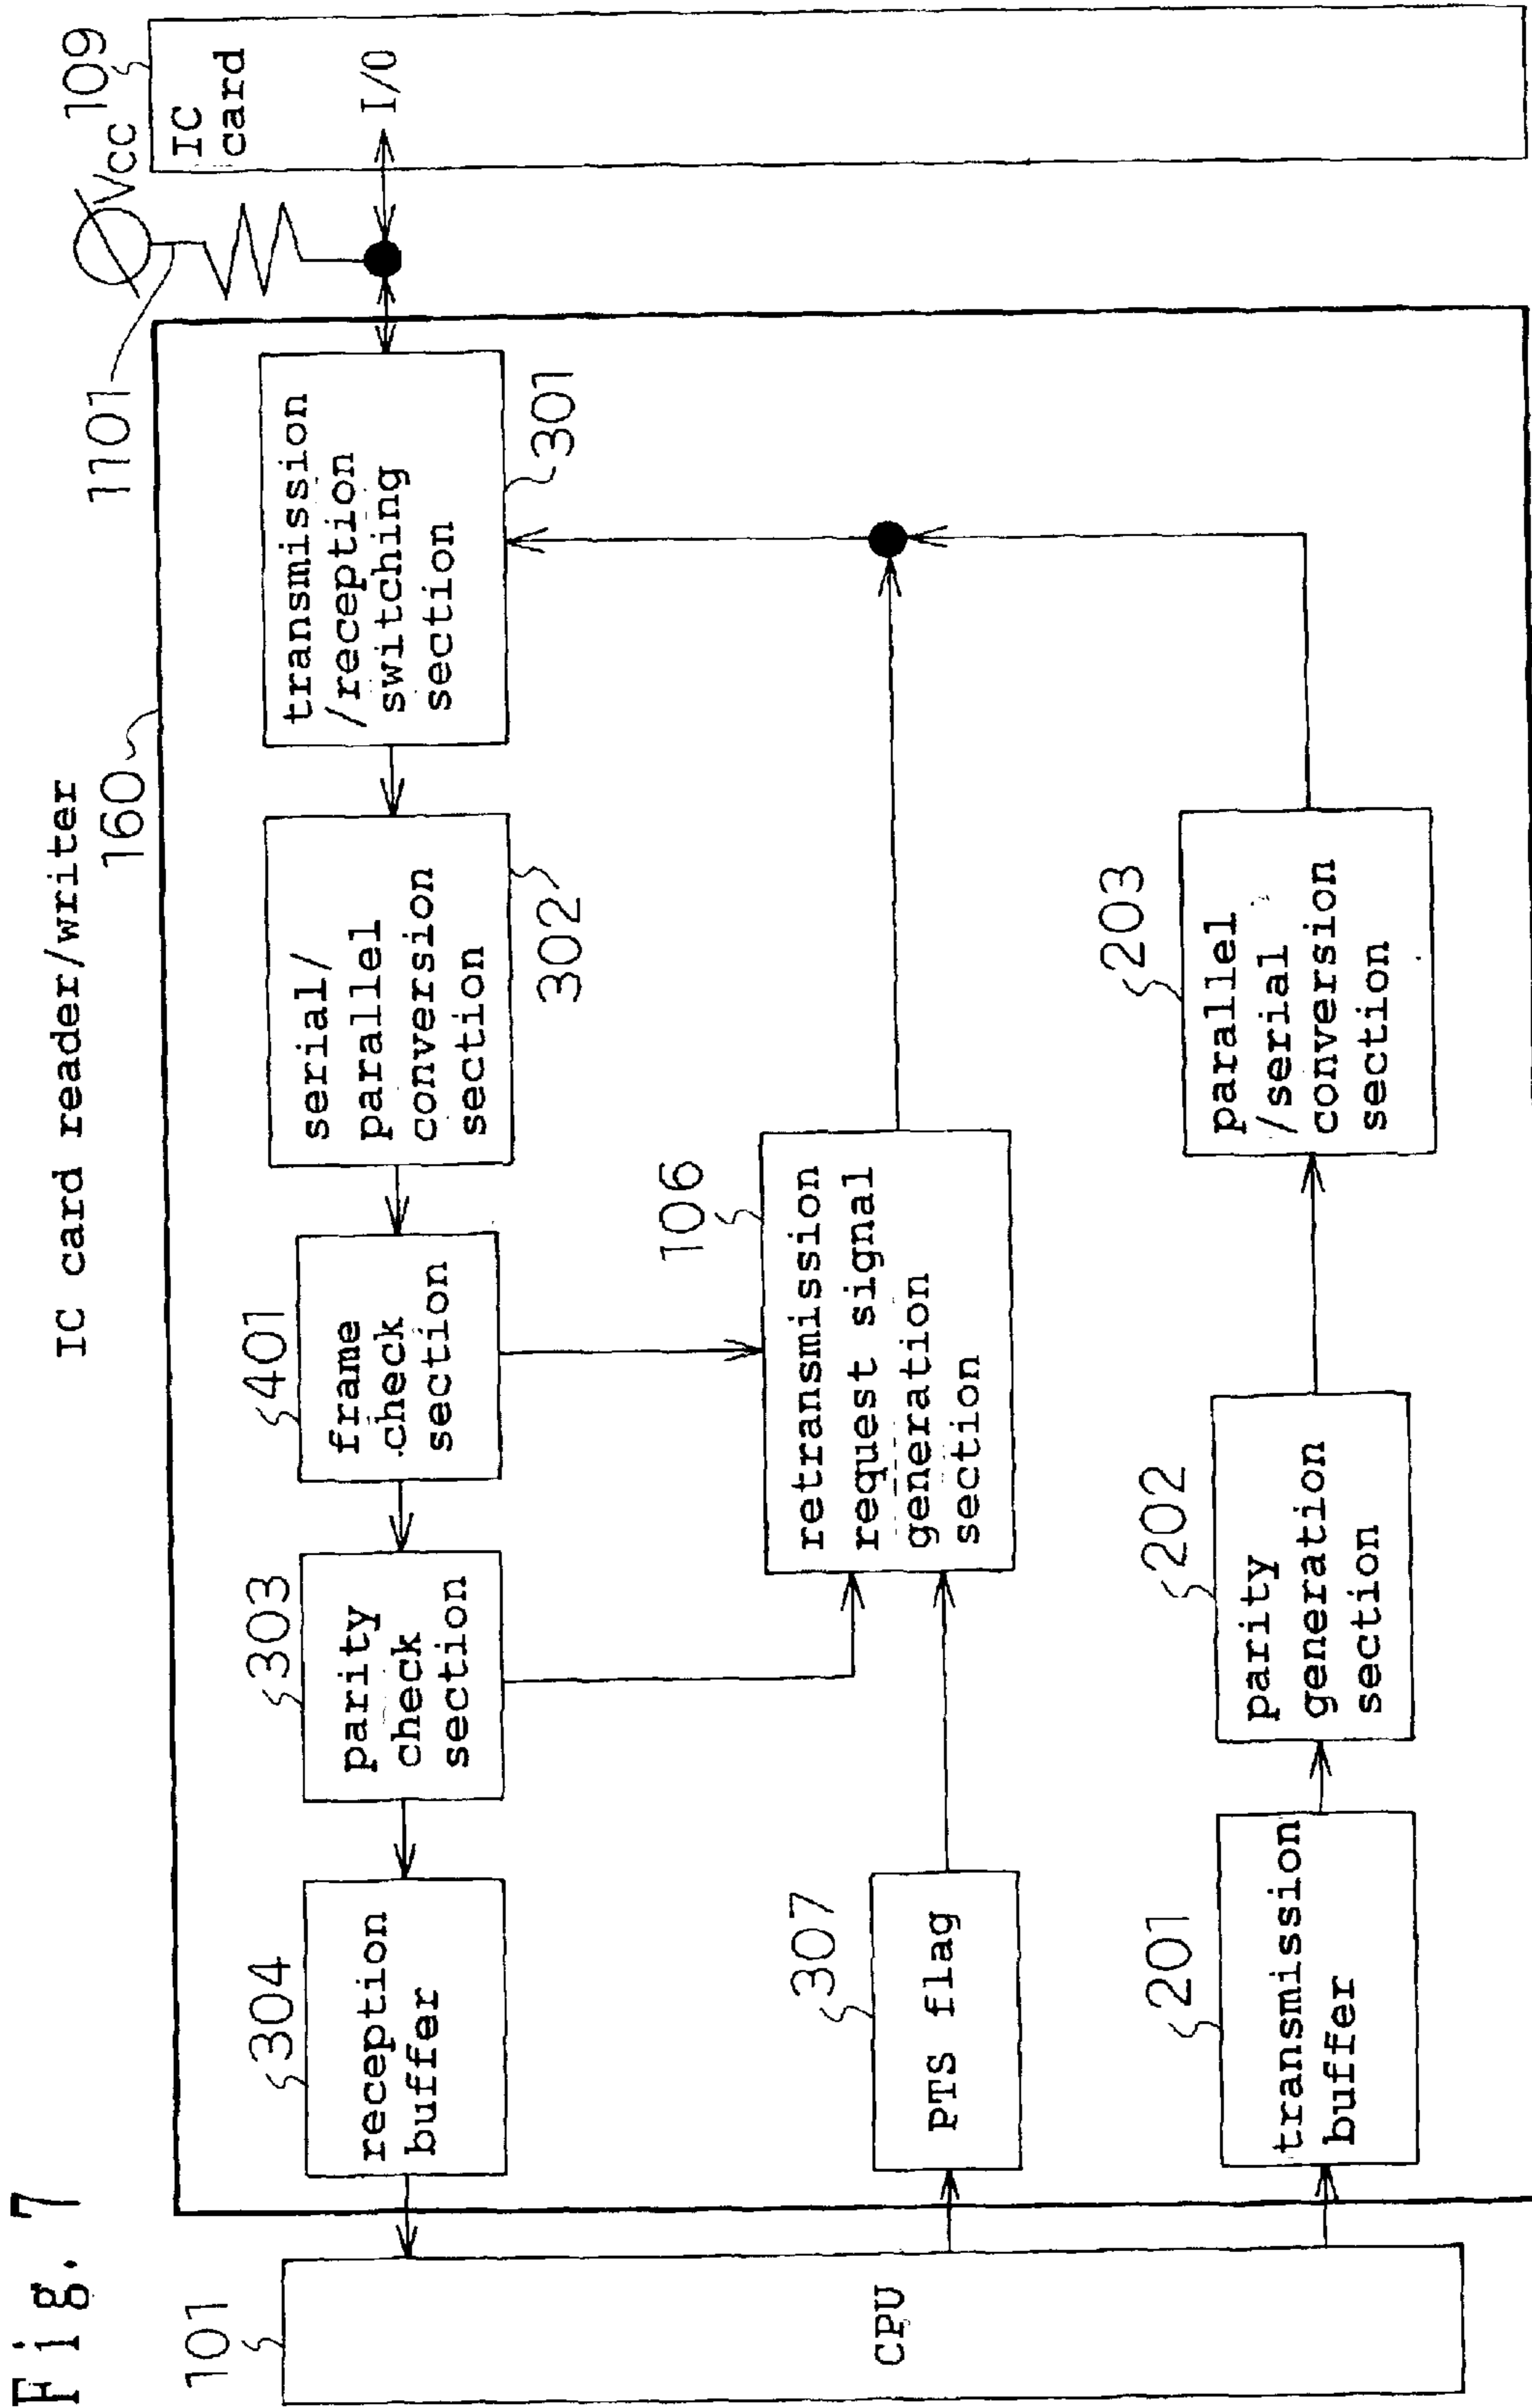 Fig. 7
IC card reader/writer
101
CPU
304
reception
buffer
303
parity
check
section
401
frame
check
section
serial/
parallel
conversion
section
302
160
transmission
/reception
switching
section
301
1101
Vcc
109
IC
card
I/O
307
PTS flag
106
retransmission
request signal
generation
section
201
transmission
buffer
202
parity
generation
section
203
parallel
/serial
conversion
section